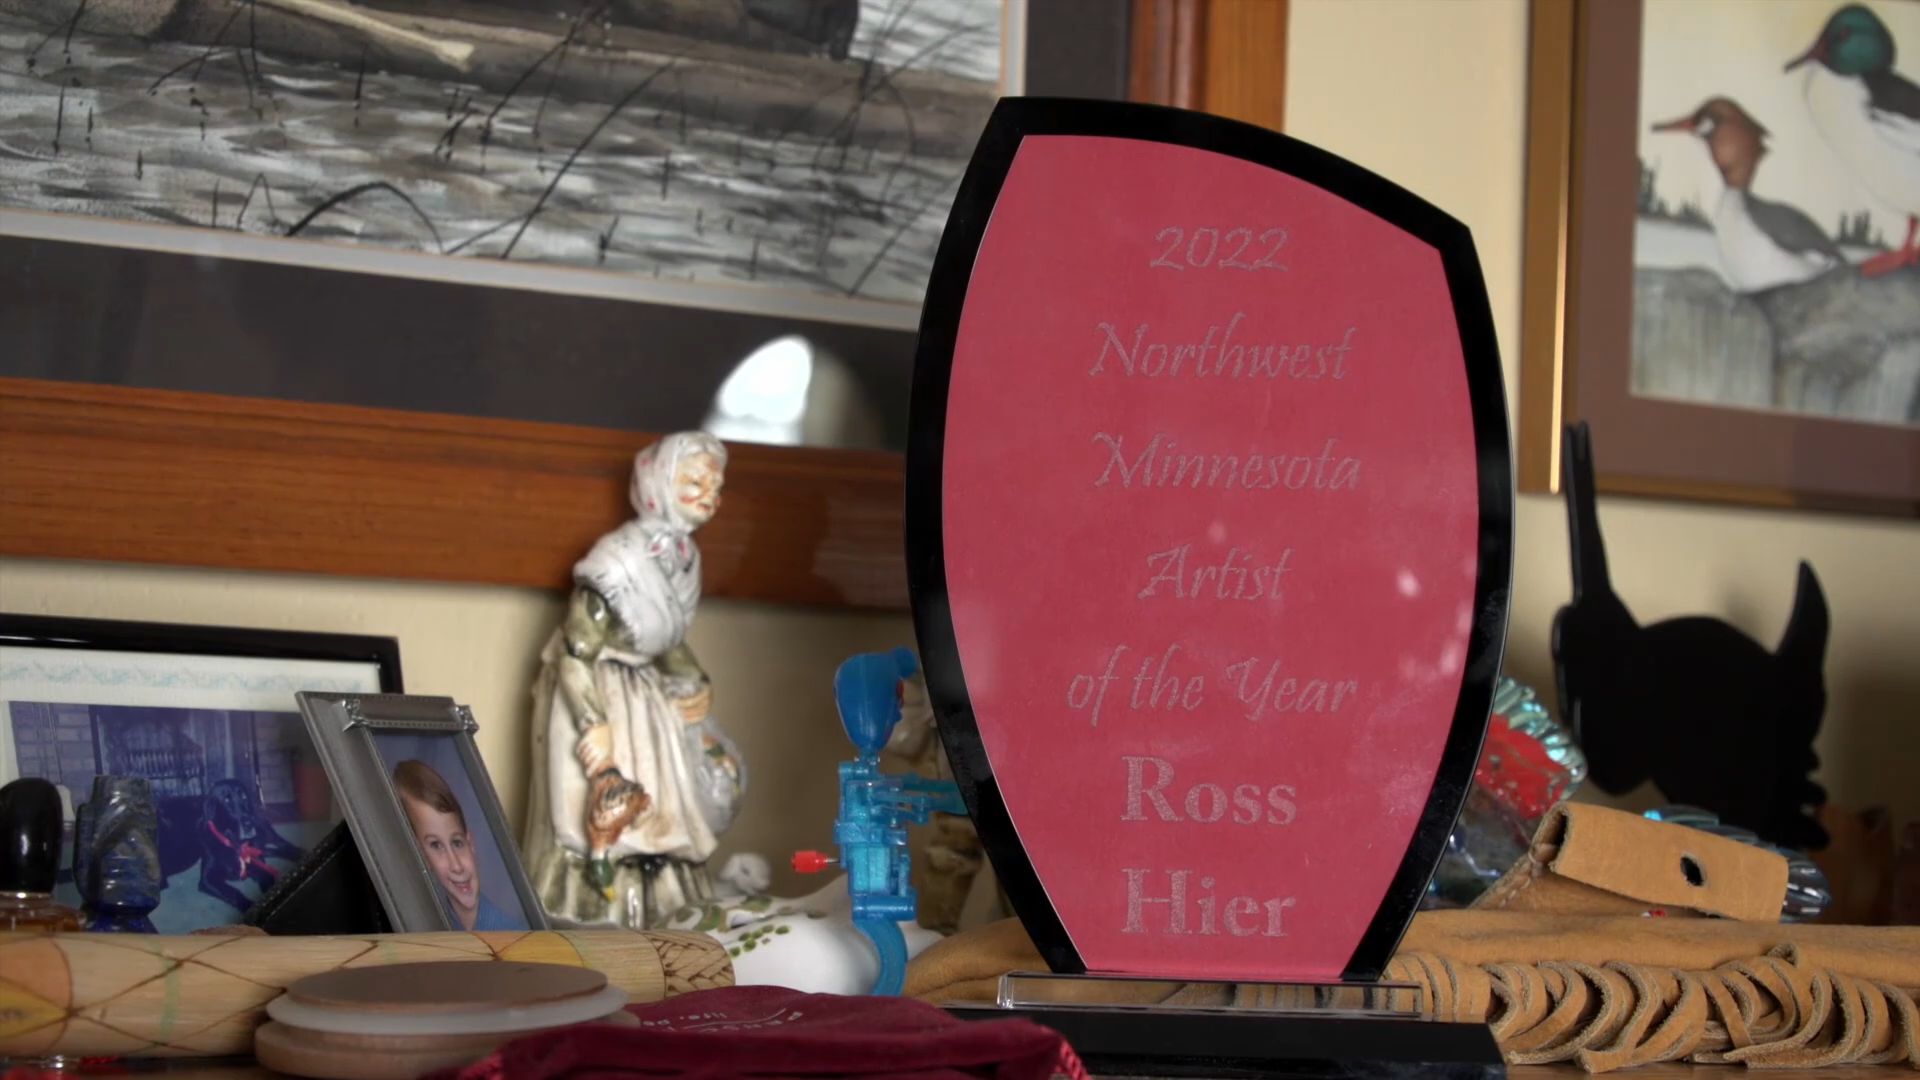 2022
Northwest
Minnesota
Artist
of the Year
Ross
Hier